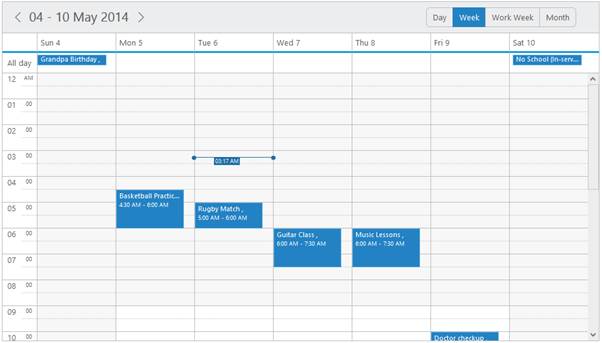 04 - 10 May 2014
Day Week Work Week Month
Sun 4 Mon 5 Tue 6 Wed 7 Thu 8 Fri 9 Sat 10
All day Grandpa Birthday , No School (In-serv...
12 AM
01 00
02 00
03 00
03:17 AM
04 00
Basketball Practic...
4:30 AM - 6:00 AM
05 00
Rugby Match ,
5:00 AM - 6:00 AM
06 00
Guitar Class , Music Lessons ,
6:00 AM - 7:30 AM 6:00 AM - 7:30 AM
07 00
08 00
09 00
10 00
Doctor checkup